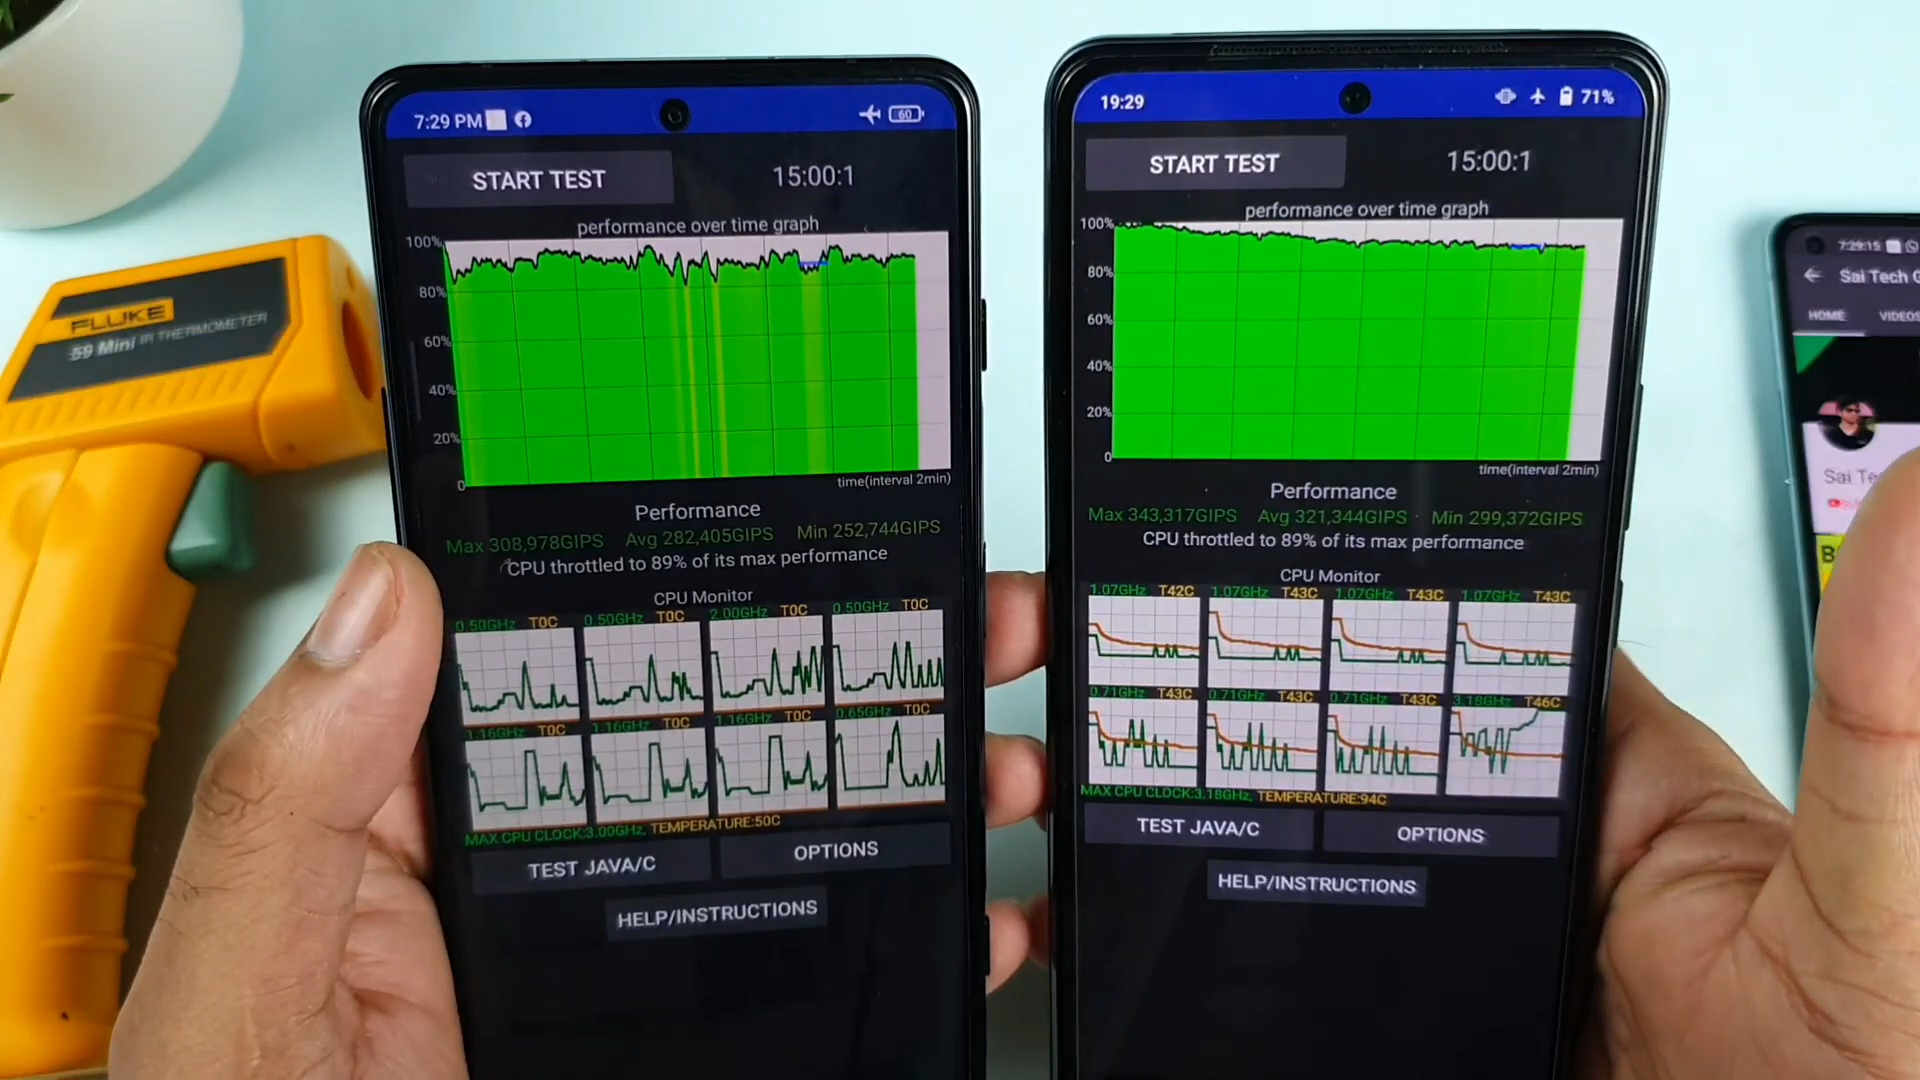 FLUKE
59 Mini IR THERMOMETER
7:29 PM
60
START TEST
15:00:1
performance over time graph
100%
80%
60%
40%
20%
0
time(interval 2min)
Performance
Max 308,978GIPS Avg 282,405GIPS Min 252,744GIPS
CPU throttled to 89% of its max performance
CPU Monitor
0.50GHz T0C 0.50GHz T0C 2.00GHz T0C 0.50GHz T0C
1.16GHz T0C 1.16GHz T0C 1.16GHz T0C 0.65GHz T0C
MAX CPU CLOCK:3.00GHz, TEMPERATURE:50C
TEST JAVA/C
OPTIONS
HELP/INSTRUCTIONS
19:29
71%
START TEST
15:00:1
performance over time graph
100%
80%
60%
40%
20%
0
time(interval 2min)
Performance
Max 343,317GIPS Avg 321,344GIPS Min 299,372GIPS
CPU throttled to 89% of its max performance
CPU Monitor
1.07GHz T42C 1.07GHz T43C 1.07GHz T43C 1.07GHz T43C
0.71GHz T43C 0.71GHz T43C 0.71GHz T43C 3.18GHz T46C
MAX CPU CLOCK:3.18GHz, TEMPERATURE:94C
TEST JAVA/C
OPTIONS
HELP/INSTRUCTIONS
7:29:15
Sai Tech G
HOME VIDEOS
Sai Te